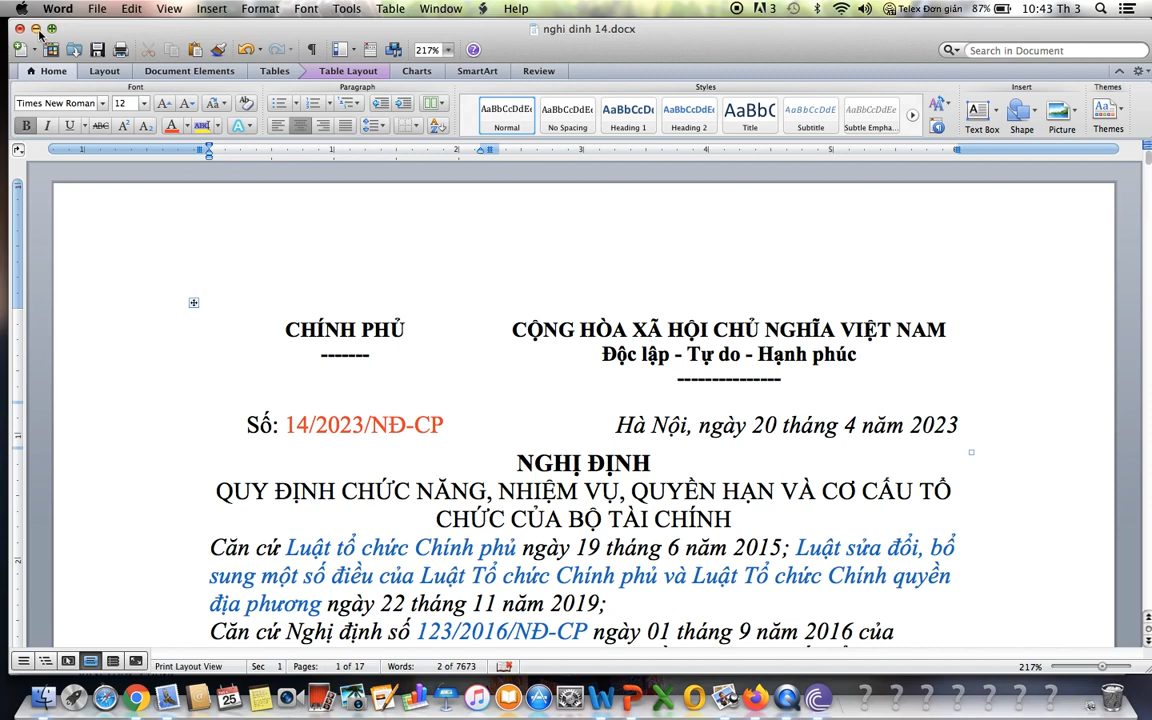 Word File Edit View Insert Format Font Tools Table Window Help 3 Telex Đơn giản 87% 10:43 Th 3
nghi dinh 14.docx
217% Search in Document
Home Layout Document Elements Tables Table Layout Charts SmartArt Review
Font Paragraph Styles Insert Themes
Times New Roman 12
AaBbCcDdEe AaBbCcDdEe AaBbCcDc AaBbCcDdEe AaBbC AaBbCcDdE AaBbCcDdEe
Normal No Spacing Heading 1 Heading 2 Title Subtitle Subtle Empha... Text Box Shape Picture Themes
CHÍNH PHỦ
-------
CỘNG HÒA XÃ HỘI CHỦ NGHĨA VIỆT NAM
Độc lập - Tự do - Hạnh phúc
---------------
Số: 14/2023/NĐ-CP
Hà Nội, ngày 20 tháng 4 năm 2023
NGHỊ ĐỊNH
QUY ĐỊNH CHỨC NĂNG, NHIỆM VỤ, QUYỀN HẠN VÀ CƠ CẤU TỔ
CHỨC CỦA BỘ TÀI CHÍNH
Căn cứ Luật tổ chức Chính phủ ngày 19 tháng 6 năm 2015; Luật sửa đổi, bổ
sung một số điều của Luật Tổ chức Chính phủ và Luật Tổ chức Chính quyền
địa phương ngày 22 tháng 11 năm 2019;
Căn cứ Nghị định số 123/2016/NĐ-CP ngày 01 tháng 9 năm 2016 của
Print Layout View Sec 1 Pages: 1 of 17 Words: 2 of 7673 217%